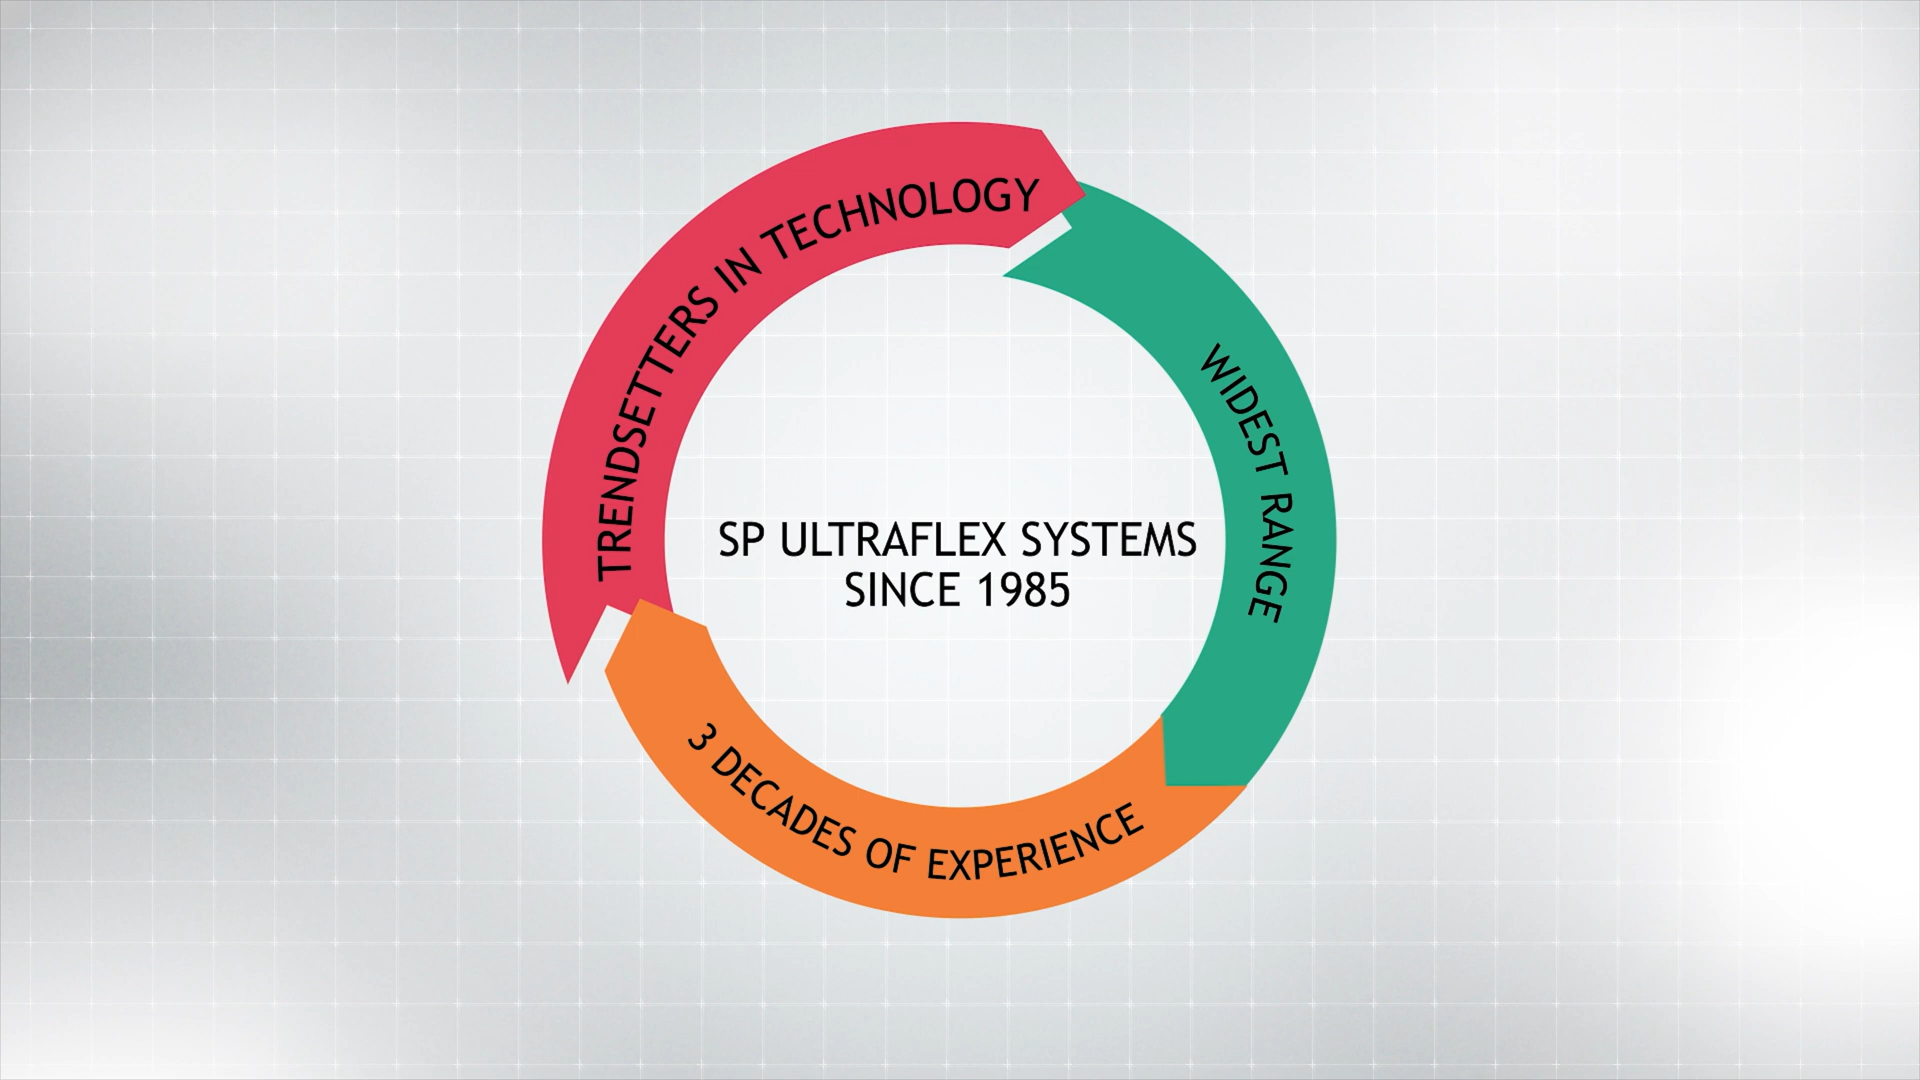 TRENDSETTERS IN TECHNOLOGY
WIDEST RANGE
SP ULTRAFLEX SYSTEMS
SINCE 1985
3 DECADES OF EXPERIENCE